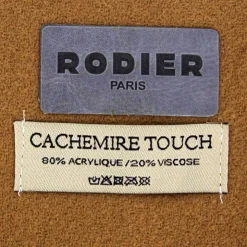 RODIER
PARIS
CACHEMIRE TOUCH
80% ACRYLIQUE/20% VISCOSE